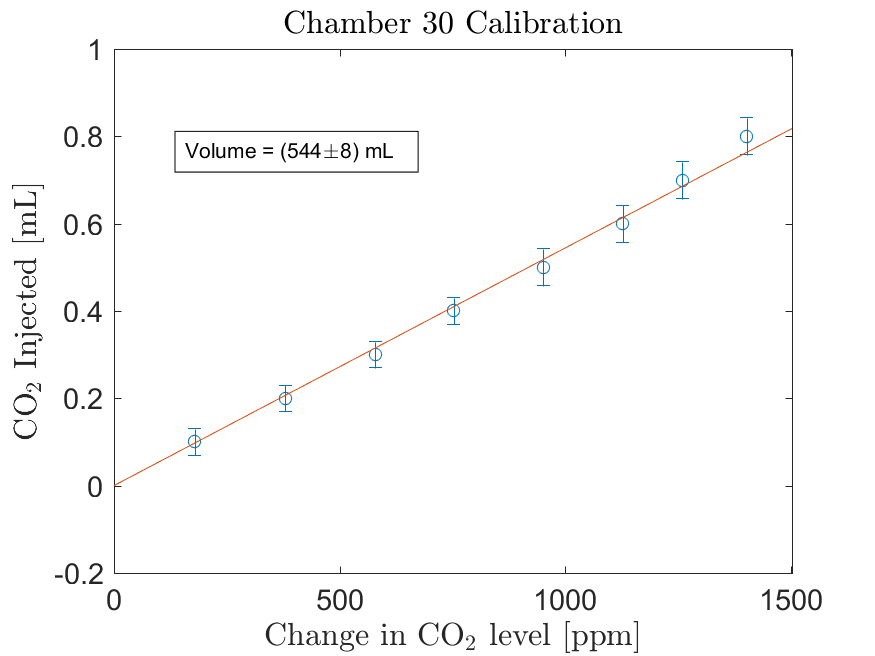 Chamber 30 Calibration
1
0.8
0.6
0.4
0.2
0
-0.2
CO₂ Injected [mL]
Volume = (544±8) mL
0 500 1000 1500
Change in CO₂ level [ppm]